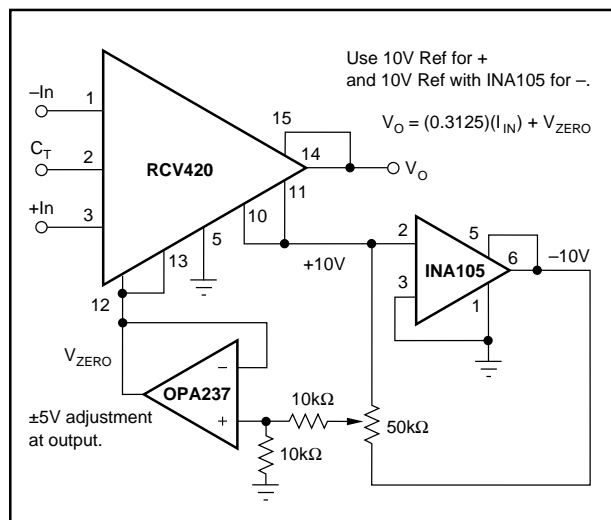 Use 10V Ref for +
and 10V Ref with INA105 for –.
V_O = (0.3125)(I_IN) + V_ZERO
–In
1
C_T
2
+In
3
RCV420
15
14
V_O
11
10
5
13
12
+10V
2
3
INA105
5
6
1
–10V
V_ZERO
±5V adjustment
at output.
–
OPA237
+
10kΩ
10kΩ
50kΩ